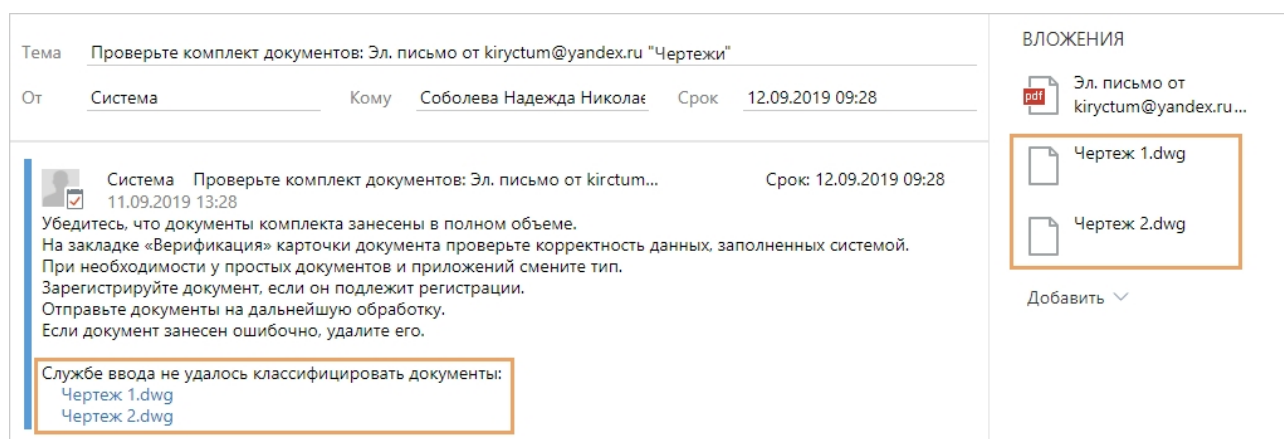 Тема Проверьте комплект документов: Эл. письмо от kiryctum@yandex.ru "Чертежи"
От Система Кому Соболева Надежда Николае Срок 12.09.2019 09:28
Система Проверьте комплект документов: Эл. письмо от kirctum... Срок: 12.09.2019 09:28
11.09.2019 13:28
Убедитесь, что документы комплекта занесены в полном объеме.
На закладке «Верификация» карточки документа проверьте корректность данных, заполненных системой.
При необходимости у простых документов и приложений смените тип.
Зарегистрируйте документ, если он подлежит регистрации.
Отправьте документы на дальнейшую обработку.
Если документ занесен ошибочно, удалите его.
Службе ввода не удалось классифицировать документы:
Чертеж 1.dwg
Чертеж 2.dwg
ВЛОЖЕНИЯ
pdf
Эл. письмо от
kiryctum@yandex.ru...
Чертеж 1.dwg
Чертеж 2.dwg
Добавить